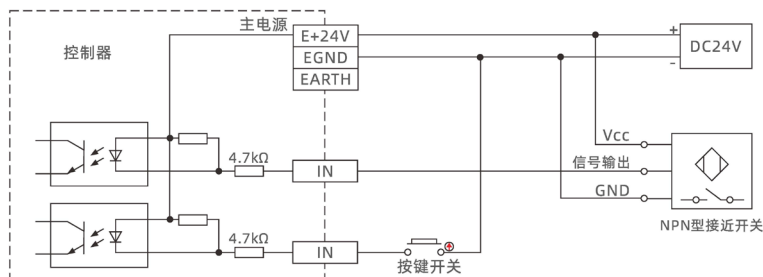 主电源
控制器
E+24V
EGND
EARTH
+
DC24V
-
Vcc
4.7kΩ
IN
信号输出
GND
NPN型接近开关
4.7kΩ
IN
按键开关